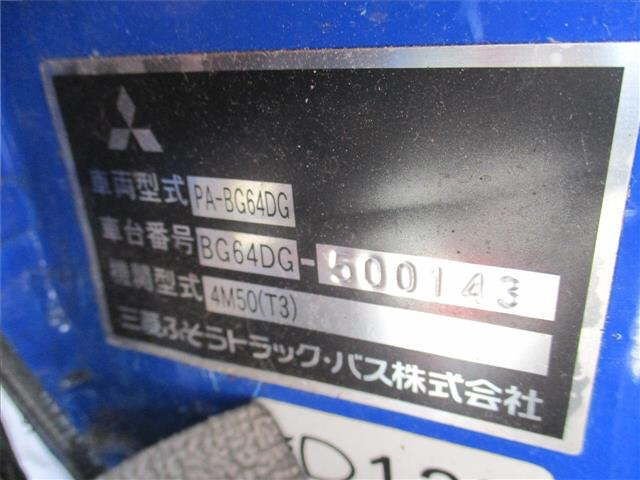 車両型式 PA-BG64DG
車台番号 BG64DG-500143
機関型式 4M50(T3)
三菱ふそうトラック・バス株式会社